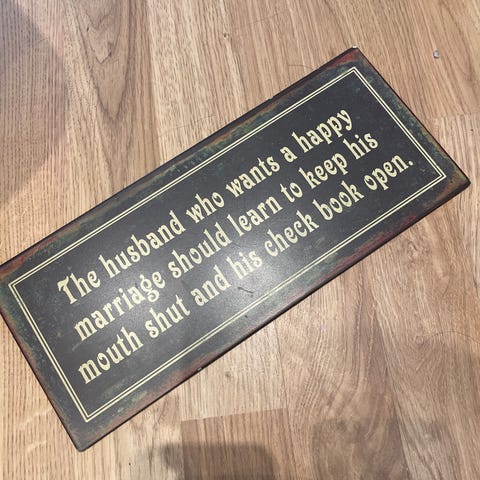 The husband who wants a happy
marriage should learn to keep his
mouth shut and his check book open.